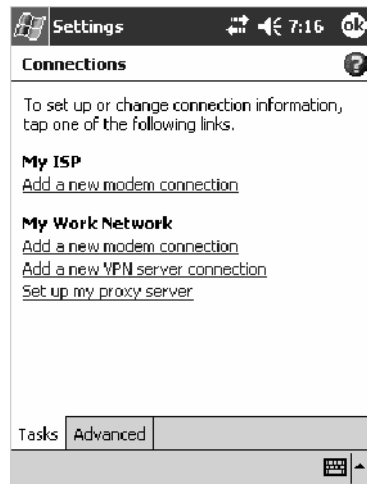 Settings 7:16 ok
Connections ?
To set up or change connection information,
tap one of the following links.
My ISP
Add a new modem connection
My Work Network
Add a new modem connection
Add a new VPN server connection
Set up my proxy server
Tasks Advanced